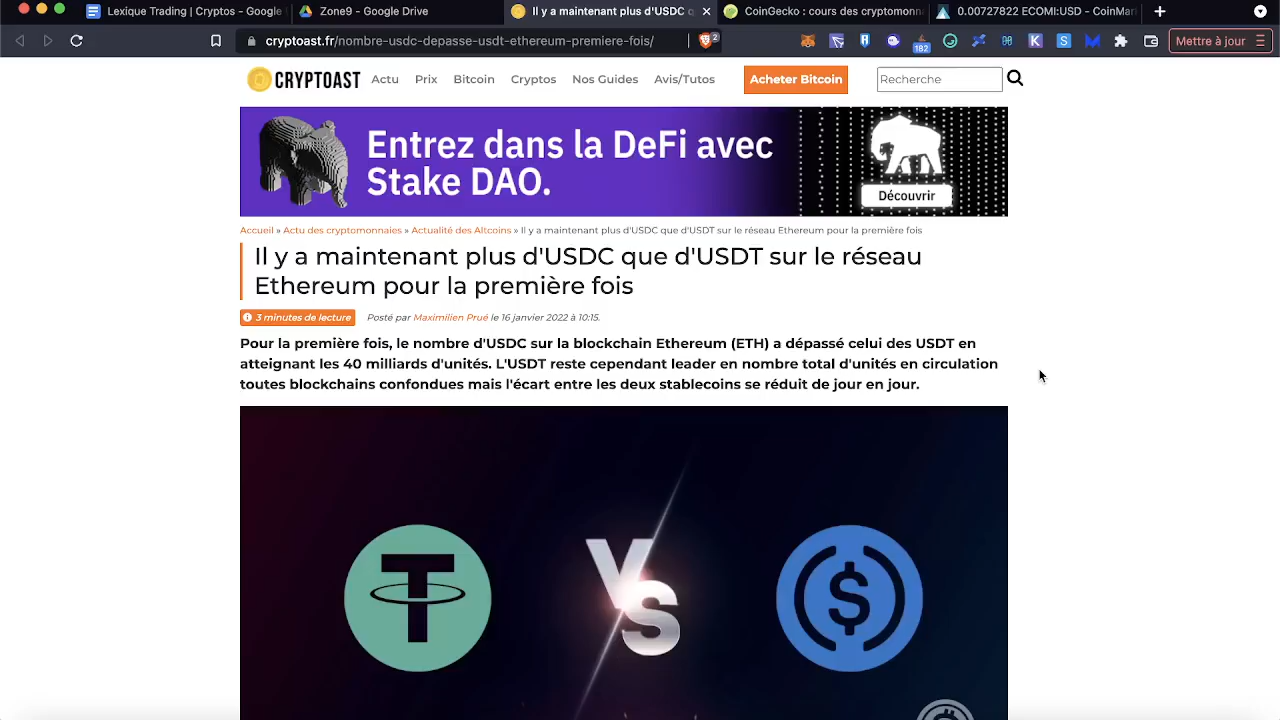 Lexique Trading | Cryptos - Google
Zone9 - Google Drive
Il y a maintenant plus d'USDC q
CoinGecko : cours des cryptomonn
0.00727822 ECOMI:USD - CoinMar
cryptoast.fr/nombre-usdc-depasse-usdt-ethereum-premiere-fois/
2
182
K
S
Mettre à jour
CRYPTOAST
Actu
Prix
Bitcoin
Cryptos
Nos Guides
Avis/Tutos
Acheter Bitcoin
Recherche
Entrez dans la DeFi avec
Stake DAO.
Découvrir
Accueil » Actu des cryptomonnaies » Actualité des Altcoins » Il y a maintenant plus d'USDC que d'USDT sur le réseau Ethereum pour la première fois
Il y a maintenant plus d'USDC que d'USDT sur le réseau
Ethereum pour la première fois
3 minutes de lecture
Posté par Maximilien Prué le 16 janvier 2022 à 10:15.
Pour la première fois, le nombre d'USDC sur la blockchain Ethereum (ETH) a dépassé celui des USDT en
atteignant les 40 milliards d'unités. L'USDT reste cependant leader en nombre total d'unités en circulation
toutes blockchains confondues mais l'écart entre les deux stablecoins se réduit de jour en jour.
VS